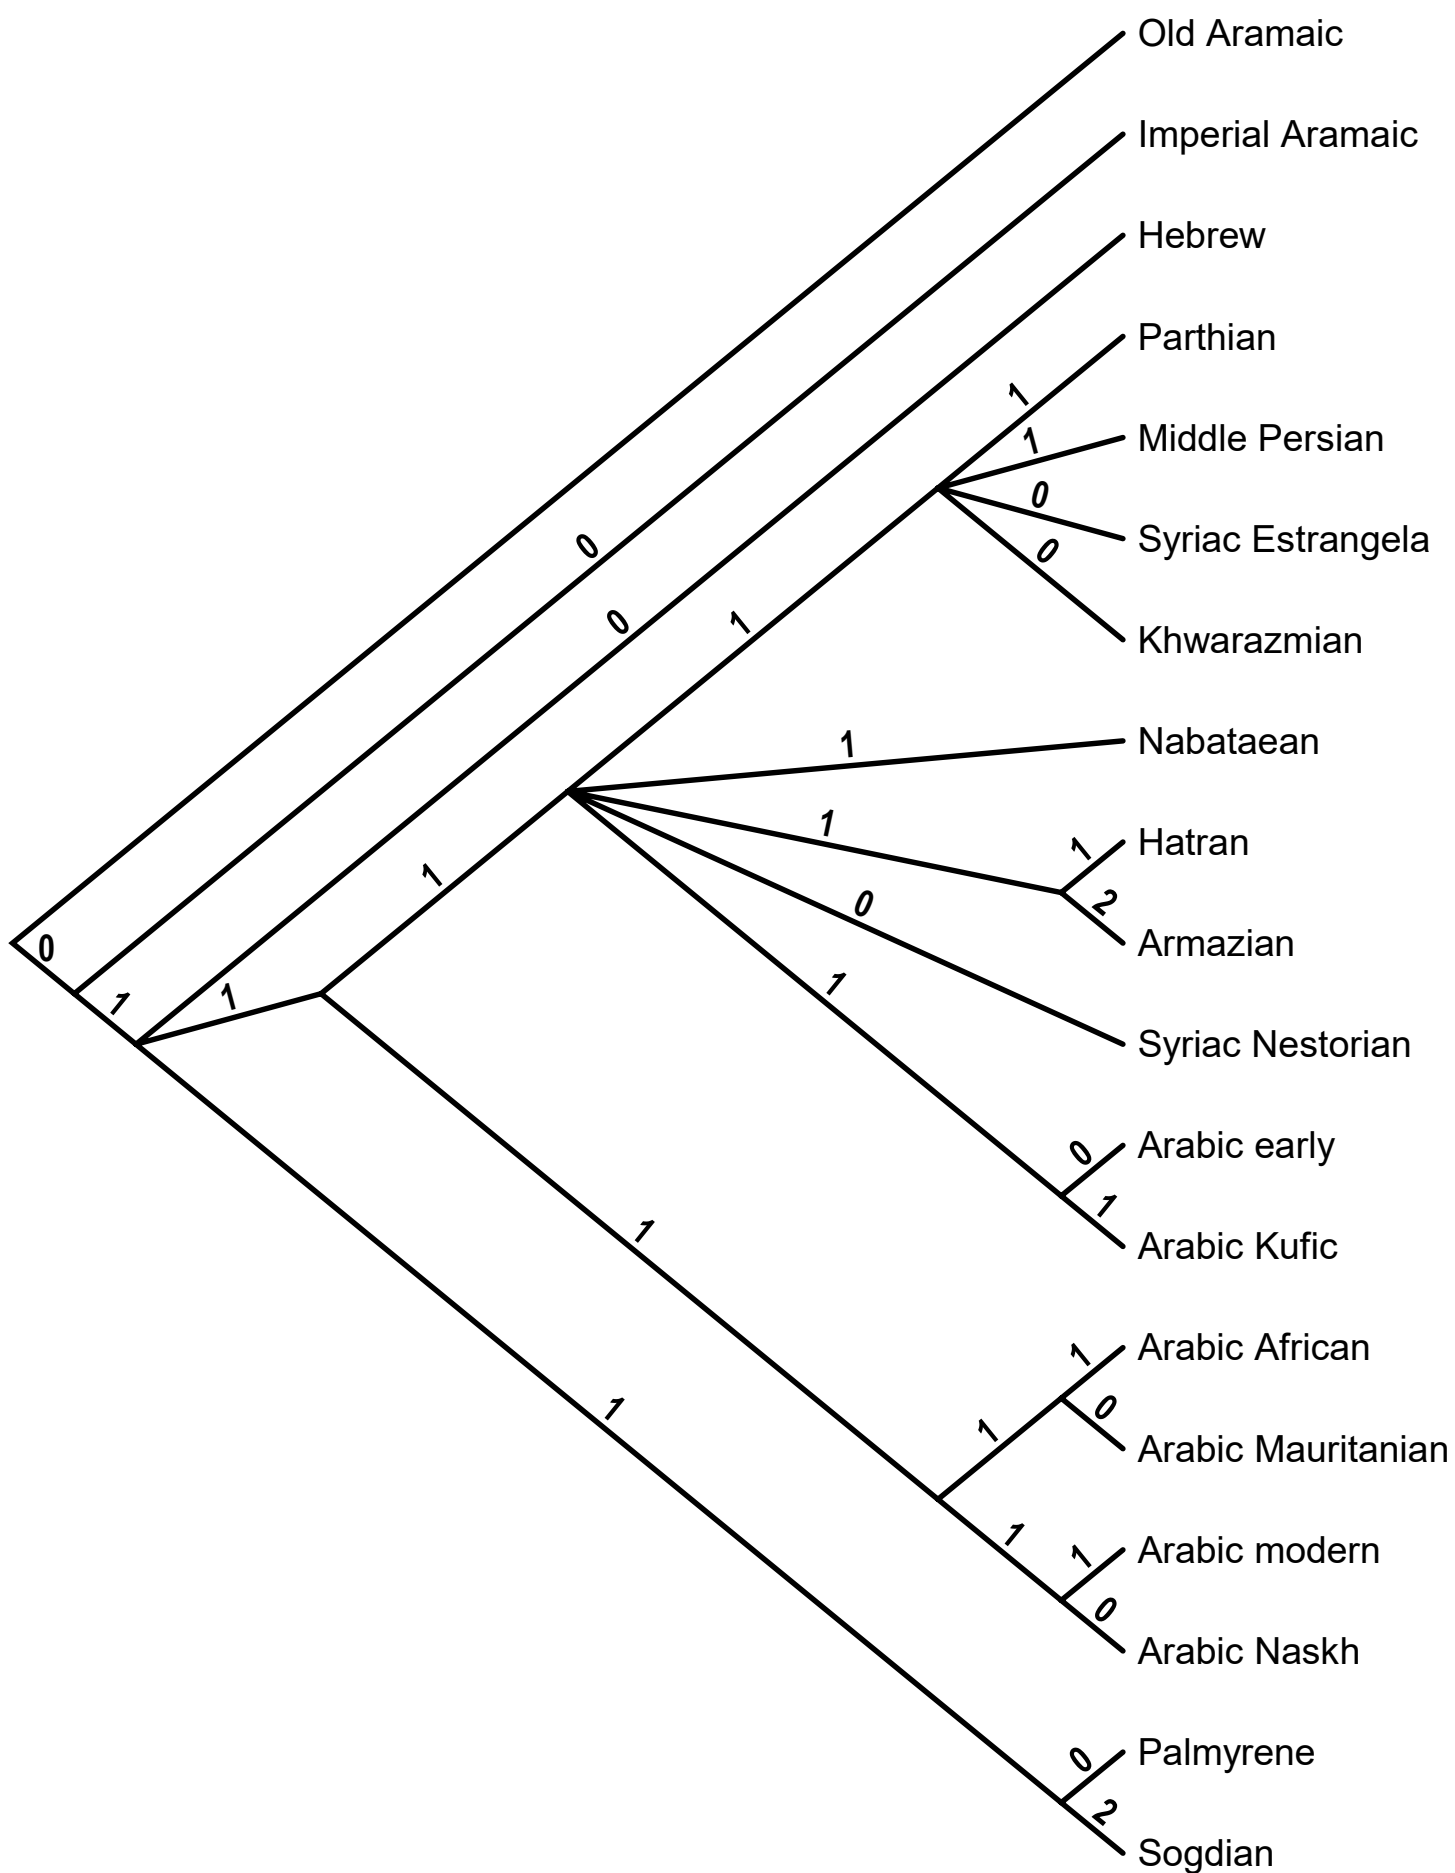 Old Aramaic
Imperial Aramaic
Hebrew
Parthian
1
Middle Persian
1
0
Syriac Estrangela
0
0
Khwarazmian
0
1
Nabataean
1
1
Hatran
1
1
2
0
Armazian
0
1
1
1
Syriac Nestorian
0
Arabic early
1
1
Arabic Kufic
1
Arabic African
1
0
1
Arabic Mauritanian
1
1
Arabic modern
0
Arabic Naskh
0
Palmyrene
2
Sogdian